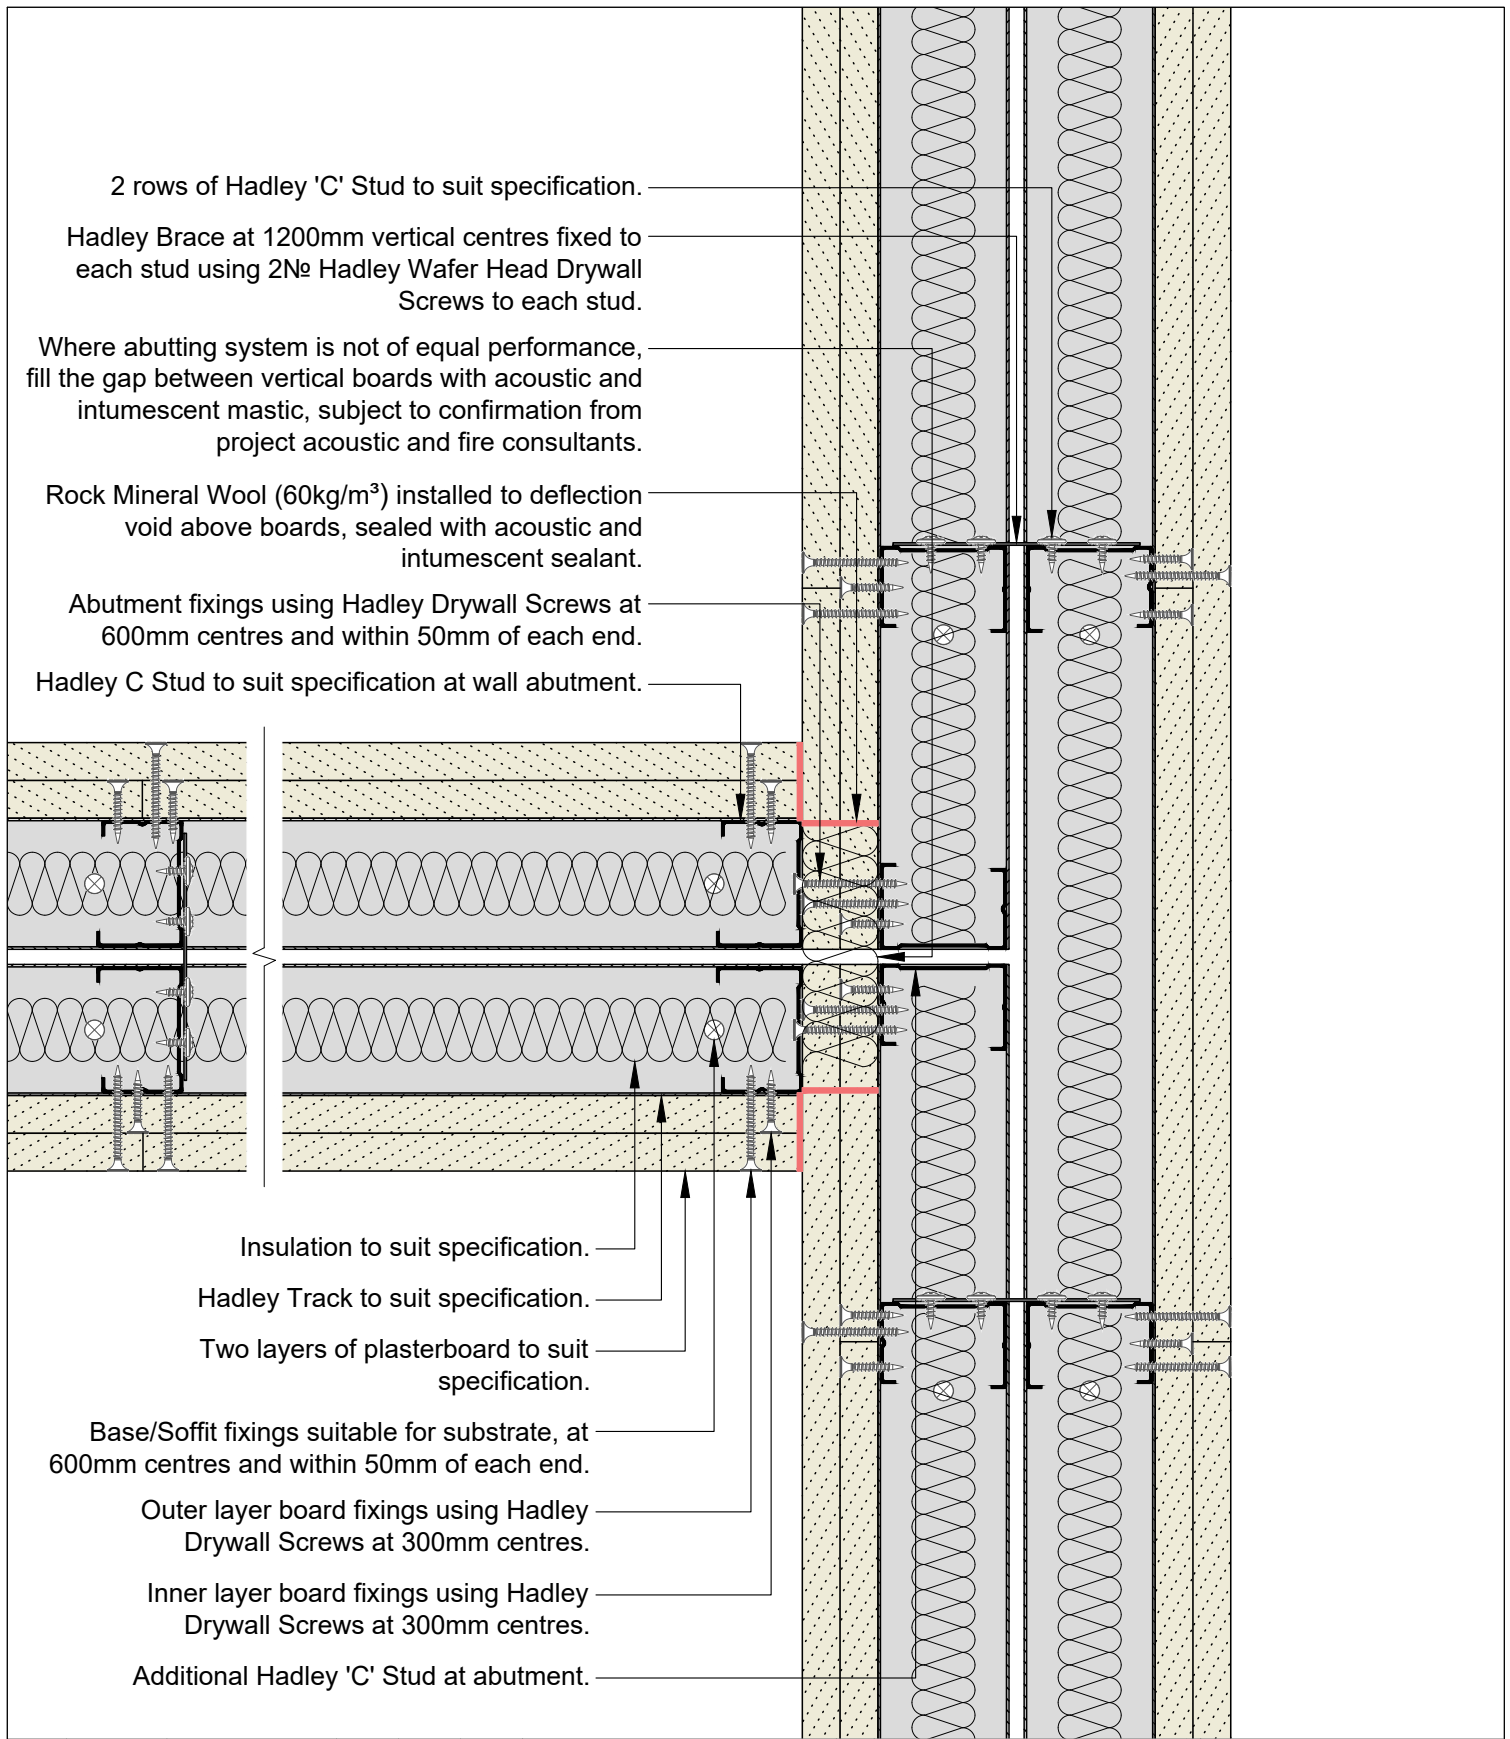 2 rows of Hadley 'C' Stud to suit specification.
Hadley Brace at 1200mm vertical centres fixed to
each stud using 2№ Hadley Wafer Head Drywall
Screws to each stud.
Where abutting system is not of equal performance,
fill the gap between vertical boards with acoustic and
intumescent mastic, subject to confirmation from
project acoustic and fire consultants.
Rock Mineral Wool (60kg/m³) installed to deflection
void above boards, sealed with acoustic and
intumescent sealant.
Abutment fixings using Hadley Drywall Screws at
600mm centres and within 50mm of each end.
Hadley C Stud to suit specification at wall abutment.
Insulation to suit specification.
Hadley Track to suit specification.
Two layers of plasterboard to suit
specification.
Base/Soffit fixings suitable for substrate, at
600mm centres and within 50mm of each end.
Outer layer board fixings using Hadley
Drywall Screws at 300mm centres.
Inner layer board fixings using Hadley
Drywall Screws at 300mm centres.
Additional Hadley 'C' Stud at abutment.